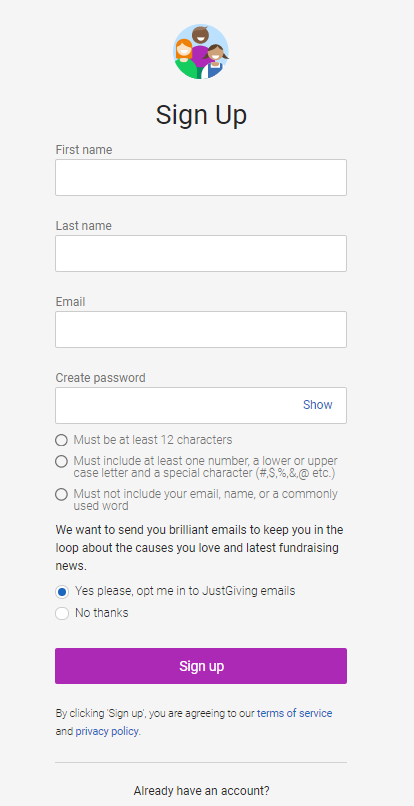 Sign Up
First name
Last name
Email
Create password
Show
Must be at least 12 characters
Must include at least one number, a lower or upper
case letter and a special character (#,$,%,&,@ etc.)
Must not include your email, name, or a commonly
used word
We want to send you brilliant emails to keep you in the
loop about the causes you love and latest fundraising
news.
Yes please, opt me in to JustGiving emails
No thanks
Sign up
By clicking 'Sign up', you are agreeing to our terms of service
and privacy policy.
Already have an account?